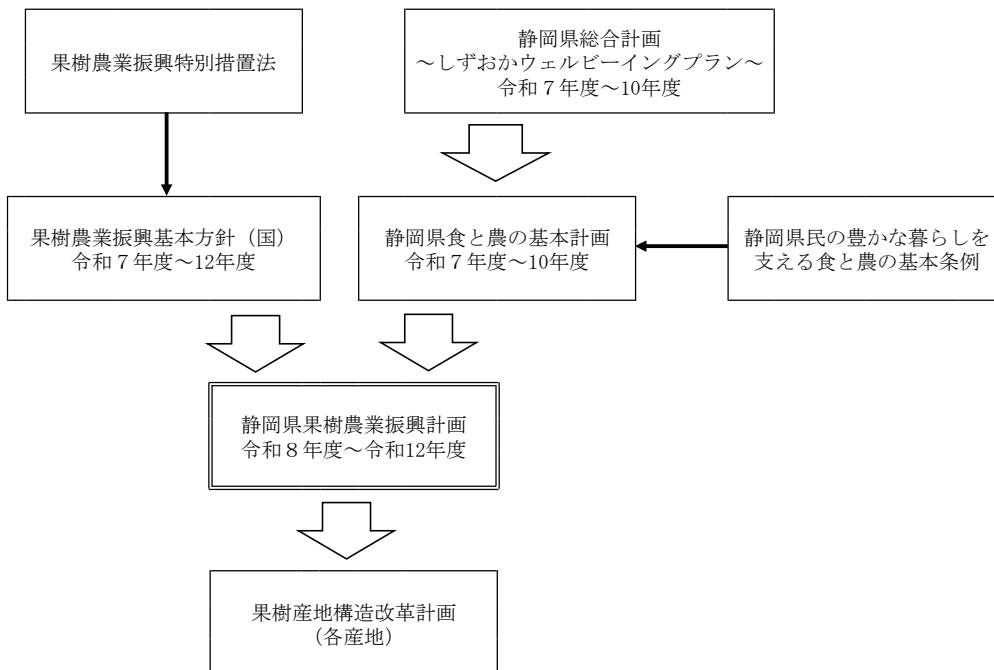 果樹農業振興特別措置法
静岡県総合計画
～しずおかウェルビーイングプラン～
令和７年度～10年度
果樹農業振興基本方針（国）
令和７年度～12年度
静岡県食と農の基本計画
令和７年度～10年度
静岡県民の豊かな暮らしを
支える食と農の基本条例
静岡県果樹農業振興計画
令和８年度～令和12年度
果樹産地構造改革計画
（各産地）